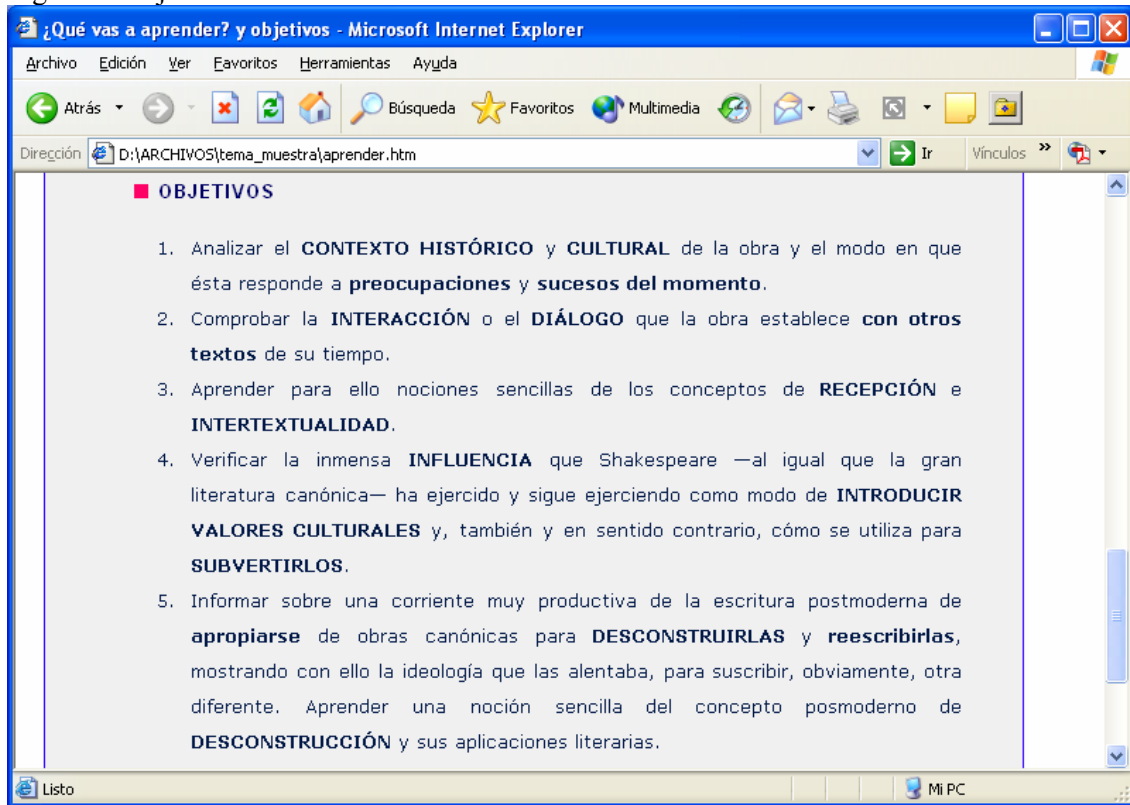 ¿Qué vas a aprender? y objetivos - Microsoft Internet Explorer
Archivo Edición Ver Favoritos Herramientas Ayuda
Atrás Búsqueda Favoritos Multimedia
Dirección D:\ARCHIVOS\tema_muestra\aprender.htm Ir Vínculos »
OBJETIVOS
1. Analizar el CONTEXTO HISTÓRICO y CULTURAL de la obra y el modo en que
ésta responde a preocupaciones y sucesos del momento.
2. Comprobar la INTERACCIÓN o el DIÁLOGO que la obra establece con otros
textos de su tiempo.
3. Aprender para ello nociones sencillas de los conceptos de RECEPCIÓN e
INTERTEXTUALIDAD.
4. Verificar la inmensa INFLUENCIA que Shakespeare —al igual que la gran
literatura canónica— ha ejercido y sigue ejerciendo como modo de INTRODUCIR
VALORES CULTURALES y, también y en sentido contrario, cómo se utiliza para
SUBVERTIRLOS.
5. Informar sobre una corriente muy productiva de la escritura postmoderna de
apropiarse de obras canónicas para DESCONSTRUIRLAS y reescribirlas,
mostrando con ello la ideología que las alentaba, para suscribir, obviamente, otra
diferente. Aprender una noción sencilla del concepto posmoderno de
DESCONSTRUCCIÓN y sus aplicaciones literarias.
Listo Mi PC